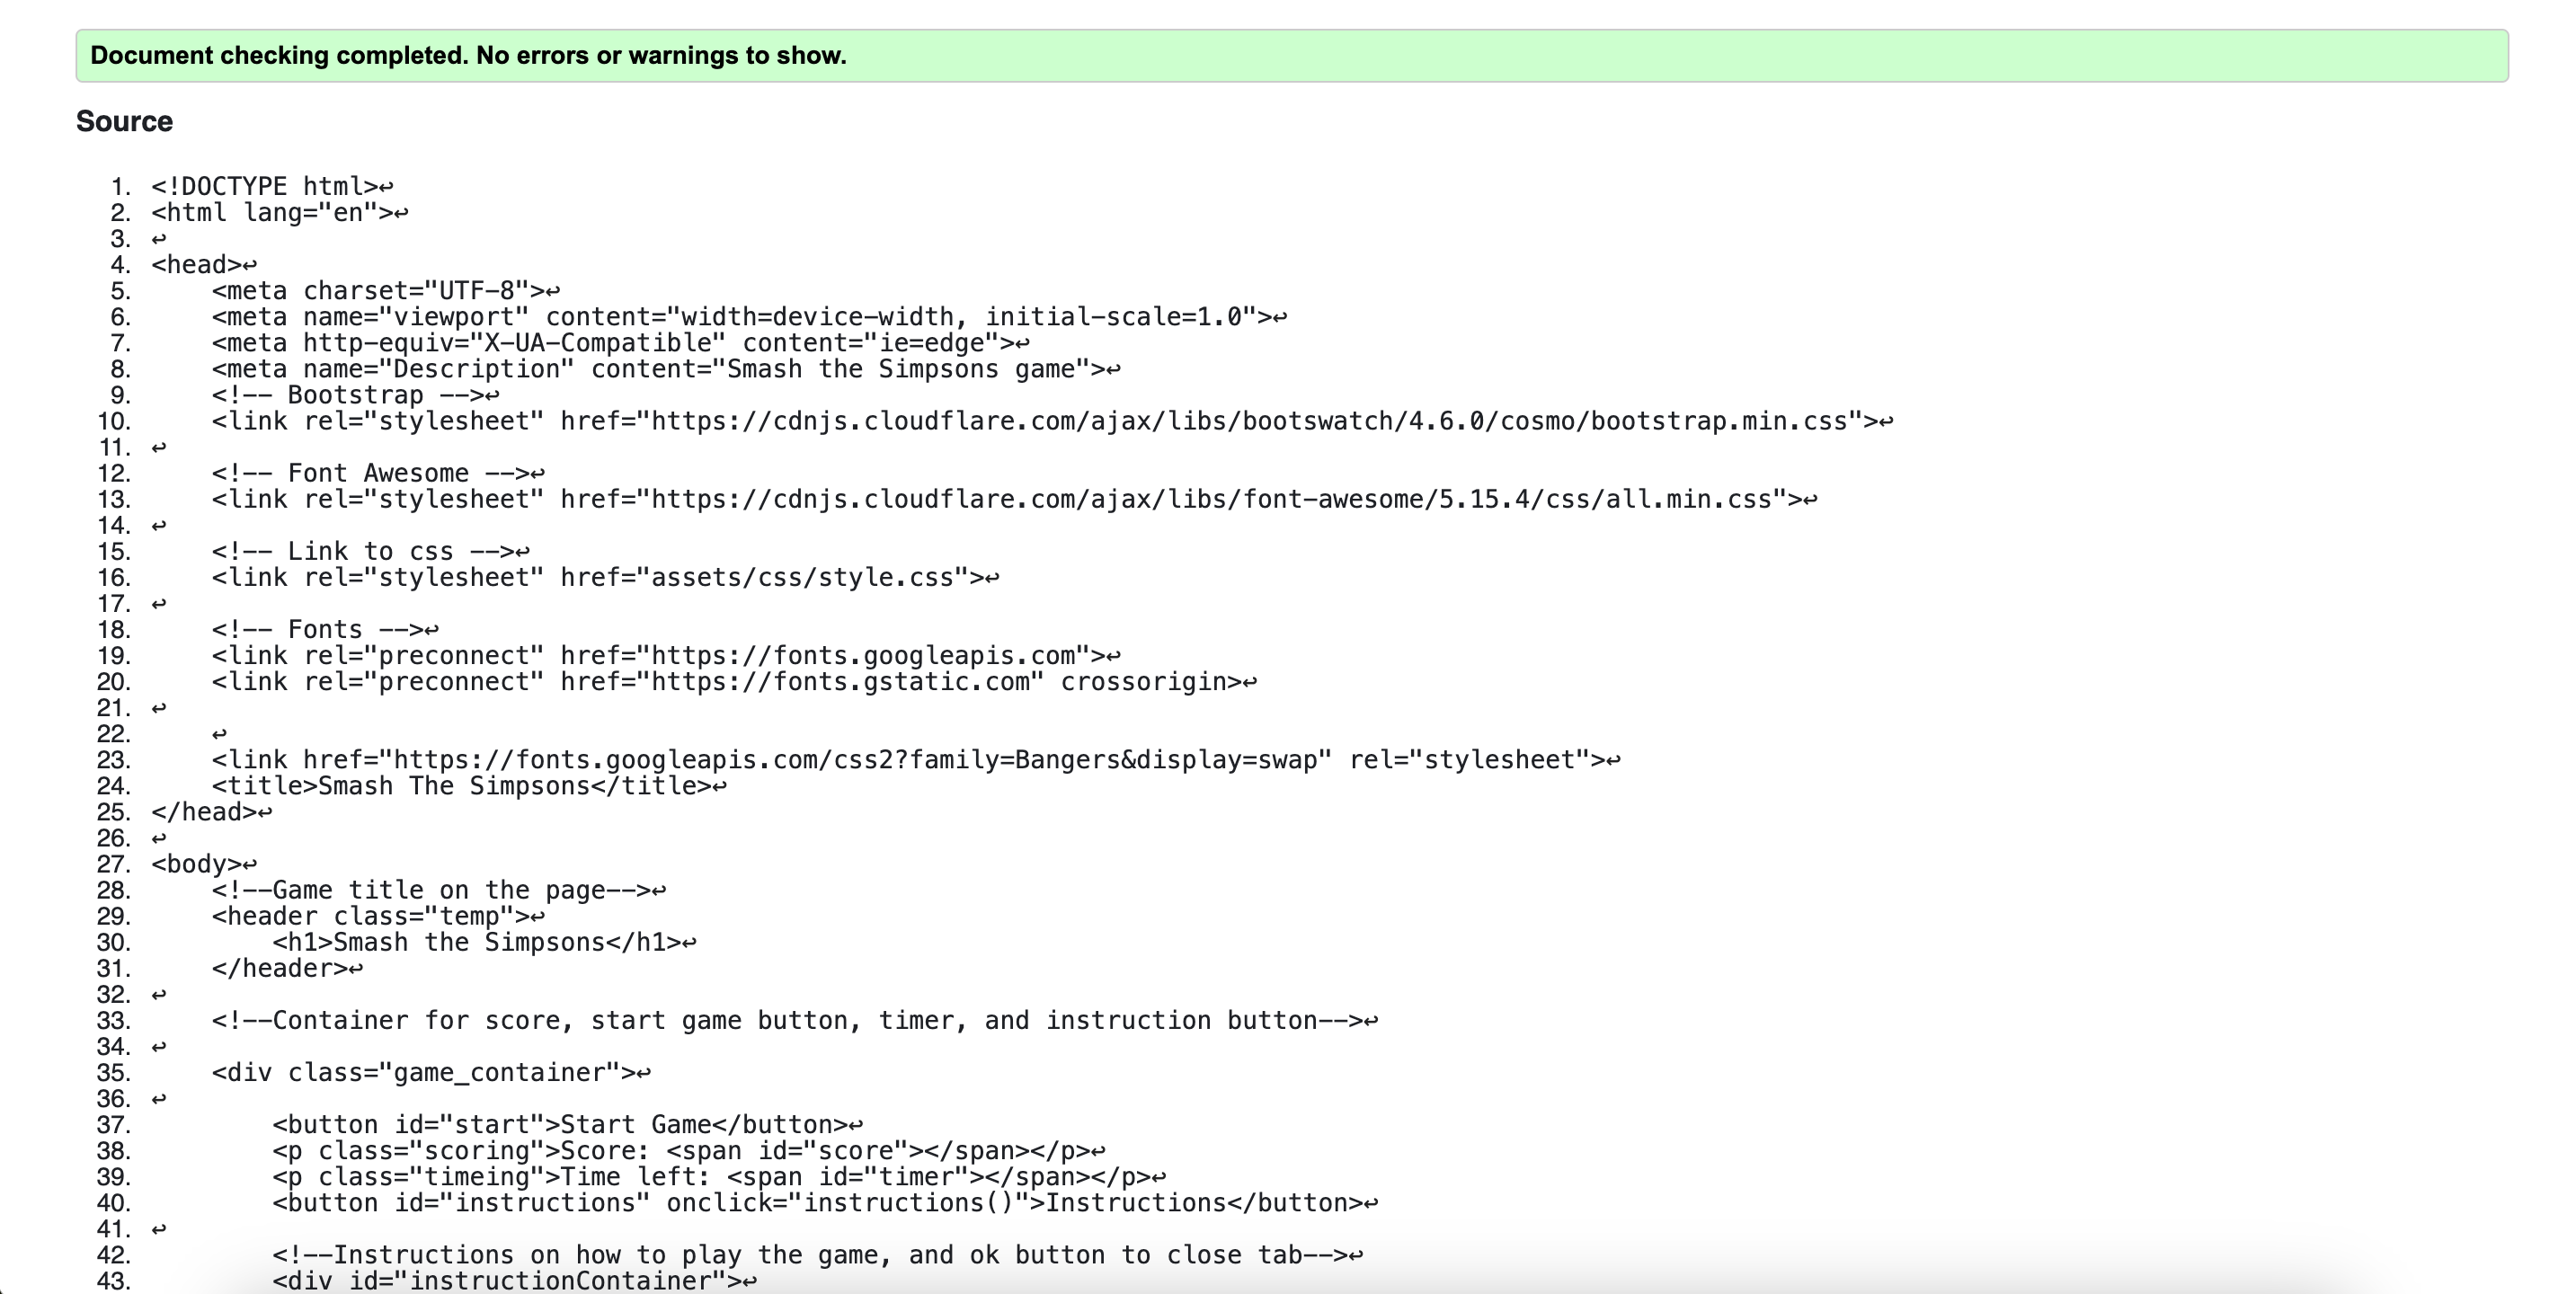 Document checking completed. No errors or warnings to show.
Source
1. <!DOCTYPE html>↩
2. <html lang="en">↩
3. ↩
4. <head>↩
5.     <meta charset="UTF-8">↩
6.     <meta name="viewport" content="width=device-width, initial-scale=1.0">↩
7.     <meta http-equiv="X-UA-Compatible" content="ie=edge">↩
8.     <meta name="Description" content="Smash the Simpsons game">↩
9.     <!-- Bootstrap -->↩
10.     <link rel="stylesheet" href="https://cdnjs.cloudflare.com/ajax/libs/bootswatch/4.6.0/cosmo/bootstrap.min.css">↩
11. ↩
12.     <!-- Font Awesome -->↩
13.     <link rel="stylesheet" href="https://cdnjs.cloudflare.com/ajax/libs/font-awesome/5.15.4/css/all.min.css">↩
14. ↩
15.     <!-- Link to css -->↩
16.     <link rel="stylesheet" href="assets/css/style.css">↩
17. ↩
18.     <!-- Fonts -->↩
19.     <link rel="preconnect" href="https://fonts.googleapis.com">↩
20.     <link rel="preconnect" href="https://fonts.gstatic.com" crossorigin>↩
21. ↩
22.     ↩
23.     <link href="https://fonts.googleapis.com/css2?family=Bangers&display=swap" rel="stylesheet">↩
24.     <title>Smash The Simpsons</title>↩
25. </head>↩
26. ↩
27. <body>↩
28.     <!--Game title on the page-->↩
29.     <header class="temp">↩
30.         <h1>Smash the Simpsons</h1>↩
31.     </header>↩
32. ↩
33.     <!--Container for score, start game button, timer, and instruction button-->↩
34. ↩
35.     <div class="game_container">↩
36. ↩
37.         <button id="start">Start Game</button>↩
38.         <p class="scoring">Score: <span id="score"></span></p>↩
39.         <p class="timeing">Time left: <span id="timer"></span></p>↩
40.         <button id="instructions" onclick="instructions()">Instructions</button>↩
41. ↩
42.         <!--Instructions on how to play the game, and ok button to close tab-->↩
43.         <div id="instructionContainer">↩